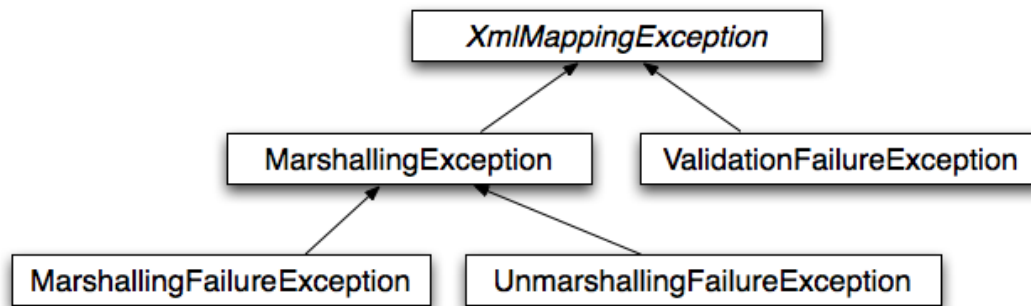 XmlMappingException
MarshallingException
ValidationFailureException
MarshallingFailureException
UnmarshallingFailureException